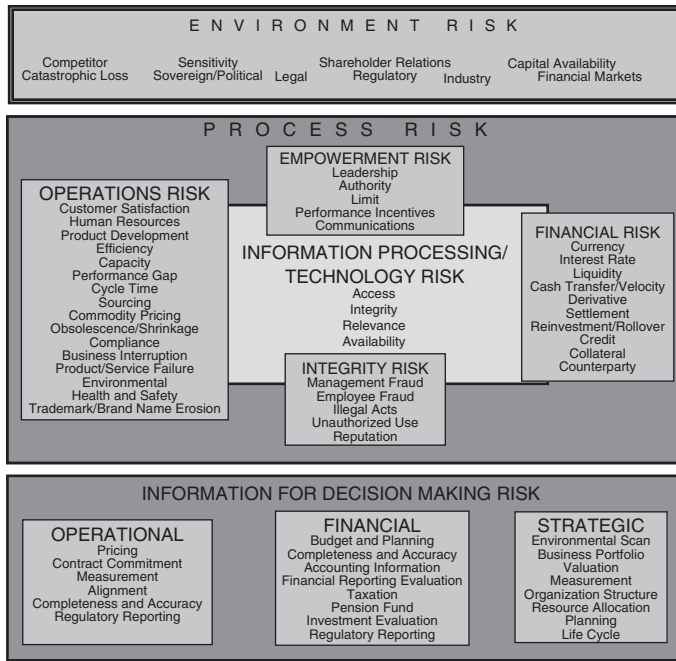 ENVIRONMENT RISK
Competitor Sensitivity Shareholder Relations Capital Availability
Catastrophic Loss Sovereign/Political Legal Regulatory Industry Financial Markets
PROCESS RISK
EMPOWERMENT RISK
Leadership
Authority
Limit
Performance Incentives
Communications
OPERATIONS RISK
Customer Satisfaction
Human Resources
Product Development
Efficiency
Capacity
Performance Gap
Cycle Time
Sourcing
Commodity Pricing
Obsolescence/Shrinkage
Compliance
Business Interruption
Product/Service Failure
Environmental
Health and Safety
Trademark/Brand Name Erosion
INFORMATION PROCESSING/
TECHNOLOGY RISK
Access
Integrity
Relevance
Availability
FINANCIAL RISK
Currency
Interest Rate
Liquidity
Cash Transfer/Velocity
Derivative
Settlement
Reinvestment/Rollover
Credit
Collateral
Counterparty
INTEGRITY RISK
Management Fraud
Employee Fraud
Illegal Acts
Unauthorized Use
Reputation
INFORMATION FOR DECISION MAKING RISK
OPERATIONAL
Pricing
Contract Commitment
Measurement
Alignment
Completeness and Accuracy
Regulatory Reporting
FINANCIAL
Budget and Planning
Completeness and Accuracy
Accounting Information
Financial Reporting Evaluation
Taxation
Pension Fund
Investment Evaluation
Regulatory Reporting
STRATEGIC
Environmental Scan
Business Portfolio
Valuation
Measurement
Organization Structure
Resource Allocation
Planning
Life Cycle